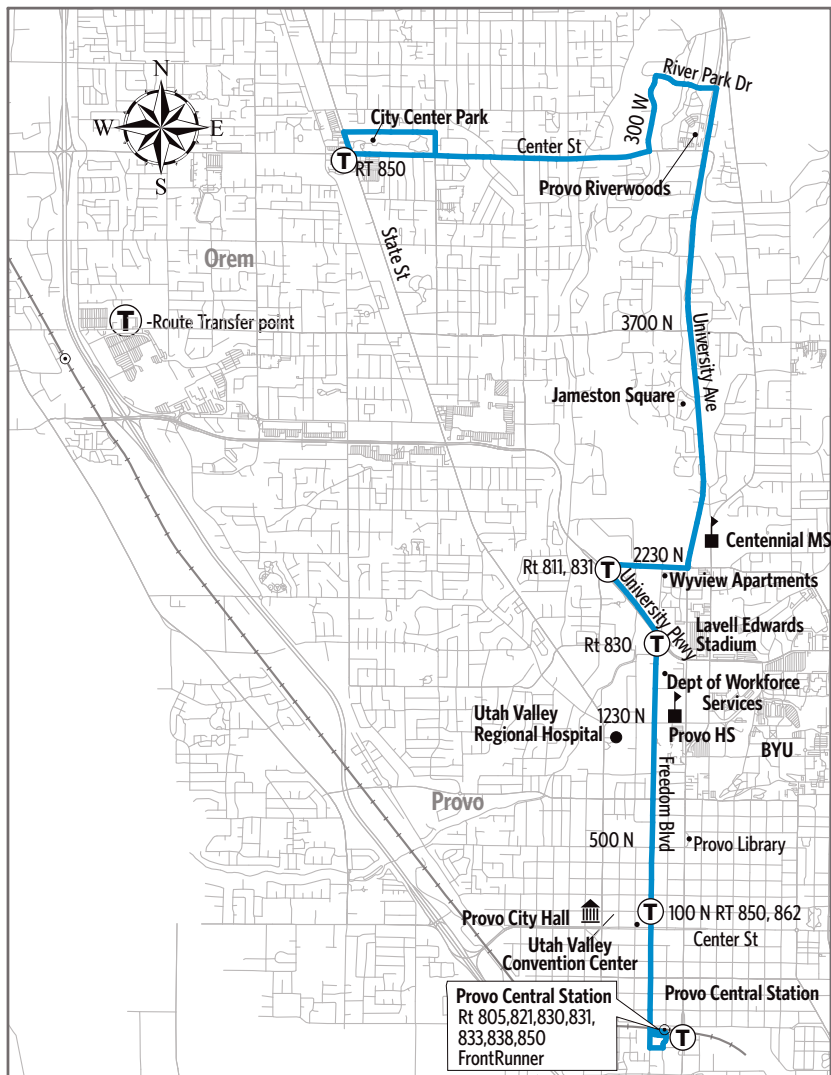 N
W E
S
River Park Dr
City Center Park
300 W
Center St
T
RT 850
Provo Riverwoods
State St
Orem
T -Route Transfer point
3700 N
University Ave
Jameston Square
Centennial MS
2230 N
Rt 811, 831
T
Wyview Apartments
University Pkwy
Lavell Edwards
Stadium
Rt 830
T
Dept of Workforce
Services
Utah Valley
Regional Hospital
1230 N
Provo HS
BYU
Freedom Blvd
Provo
500 N
Provo Library
Provo City Hall
T
100 N RT 850, 862
Center St
Utah Valley
Convention Center
Provo Central Station
Rt 805,821,830,831,
833,838,850
FrontRunner
Provo Central Station
T